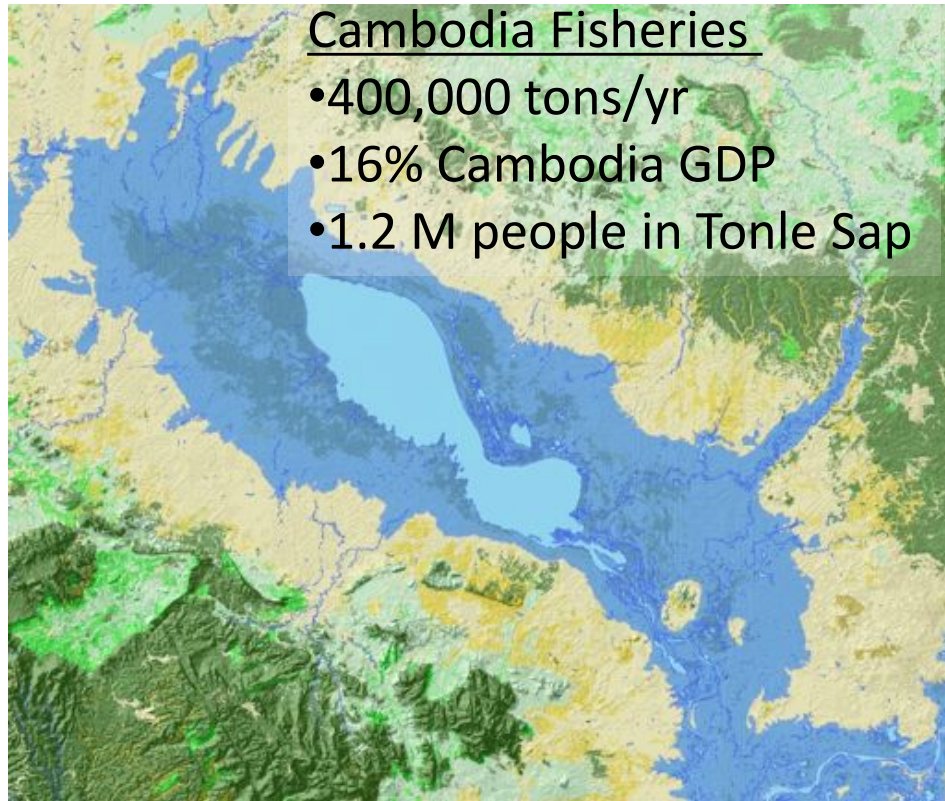 Cambodia Fisheries
•400,000 tons/yr
•16% Cambodia GDP
•1.2 M people in Tonle Sap